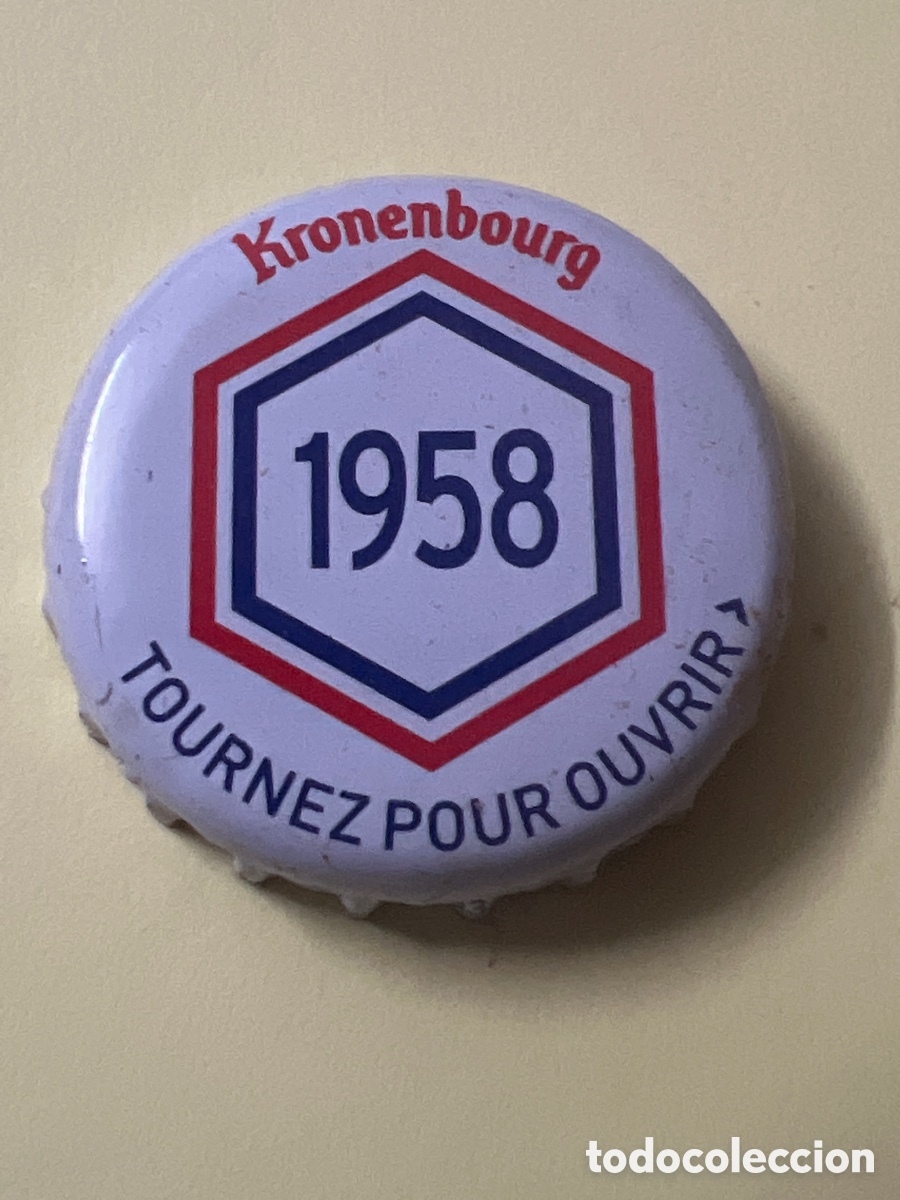 Kronenbourg
1958
TOURNEZ POUR OUVRIR >
todocoleccion